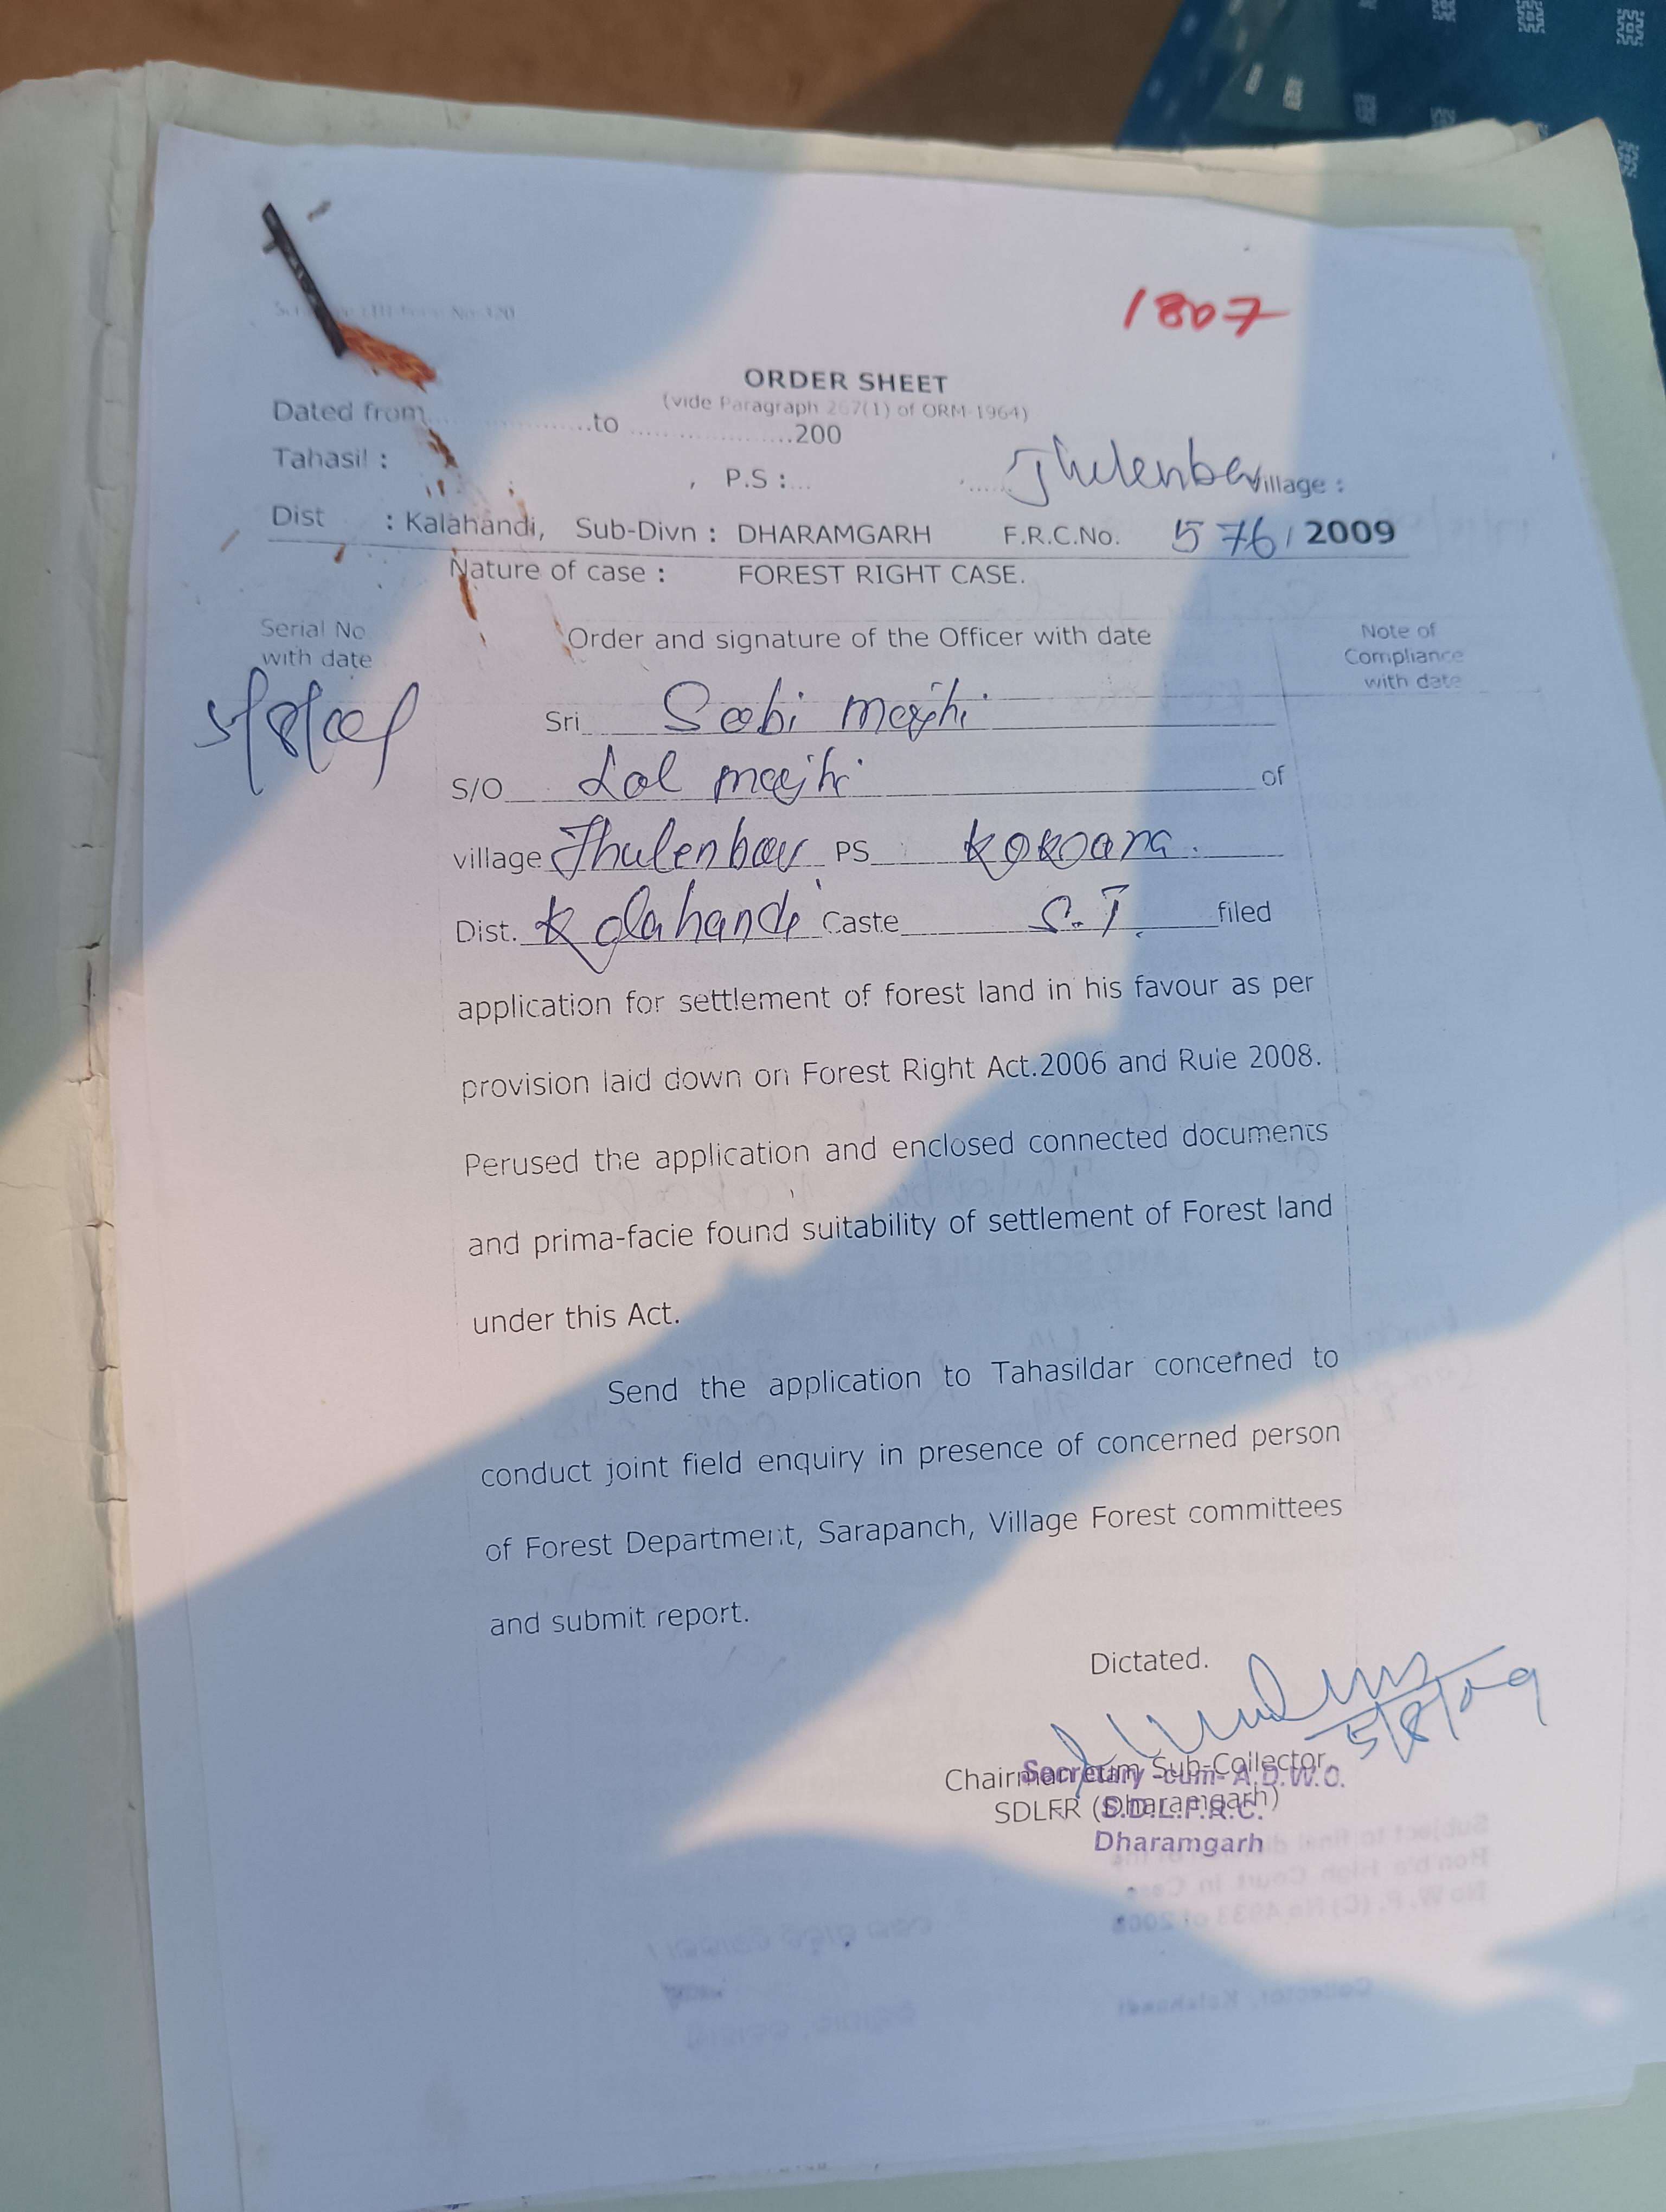 1807
ORDER SHEET
(vide Paragraph 267(1) of ORM-1964)
Dated from..................to ....................200
Tahasil : , P.S :... ..... Jhulenbar Village :
Dist : Kalahandi, Sub-Divn : DHARAMGARH F.R.C.No. 576/2009
Nature of case : FOREST RIGHT CASE.
Serial No with date
Order and signature of the Officer with date
Note of Compliance with date
5/8/09
Sri Sabi majhi
S/O Lal majhi of
village Jhulenbar PS Koksara.
Dist. Kalahandi Caste S.T. filed
application for settlement of forest land in his favour as per
provision laid down on Forest Right Act.2006 and Rule 2008.
Perused the application and enclosed connected documents
and prima-facie found suitability of settlement of Forest land
under this Act.
Send the application to Tahasildar concerned to
conduct joint field enquiry in presence of concerned person
of Forest Department, Sarapanch, Village Forest committees
and submit report.
Dictated.
5/8/09
Chairman cum Sub-Collector,
Secretary -cum- A.D.W.O.
SDLFR (Dharamgarh)
S.D.L.F.R.C.
Dharamgarh